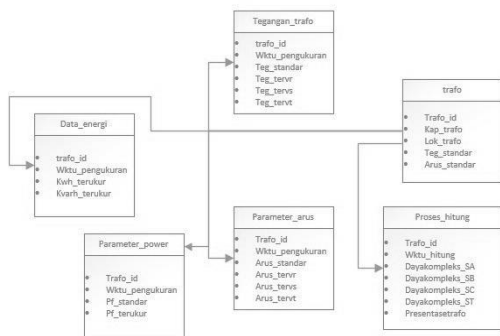 Tegangan_trafo
trafo_id
Wktu_pengukuran
Teg_standar
Teg_tervr
Teg_tervs
Teg_tervt
trafo
Trafo_id
Kap_trafo
Lok_trafo
Teg_standar
Arus_standar
Data_energi
trafo_id
Wktu_pengukuran
Kwh_terukur
Kvarh_terukur
Parameter_power
Trafo_id
Wktu_pengukuran
Pf_standar
Pf_terukur
Parameter_arus
Trafo_id
Wktu_pengukuran
Arus_standar
Arus_tervr
Arus_tervs
Arus_tervt
Proses_hitung
Trafo_id
Wktu_hitung
Dayakompleks_SA
Dayakompleks_SB
Dayakompleks_SC
Dayakompleks_ST
Presentasetrafo